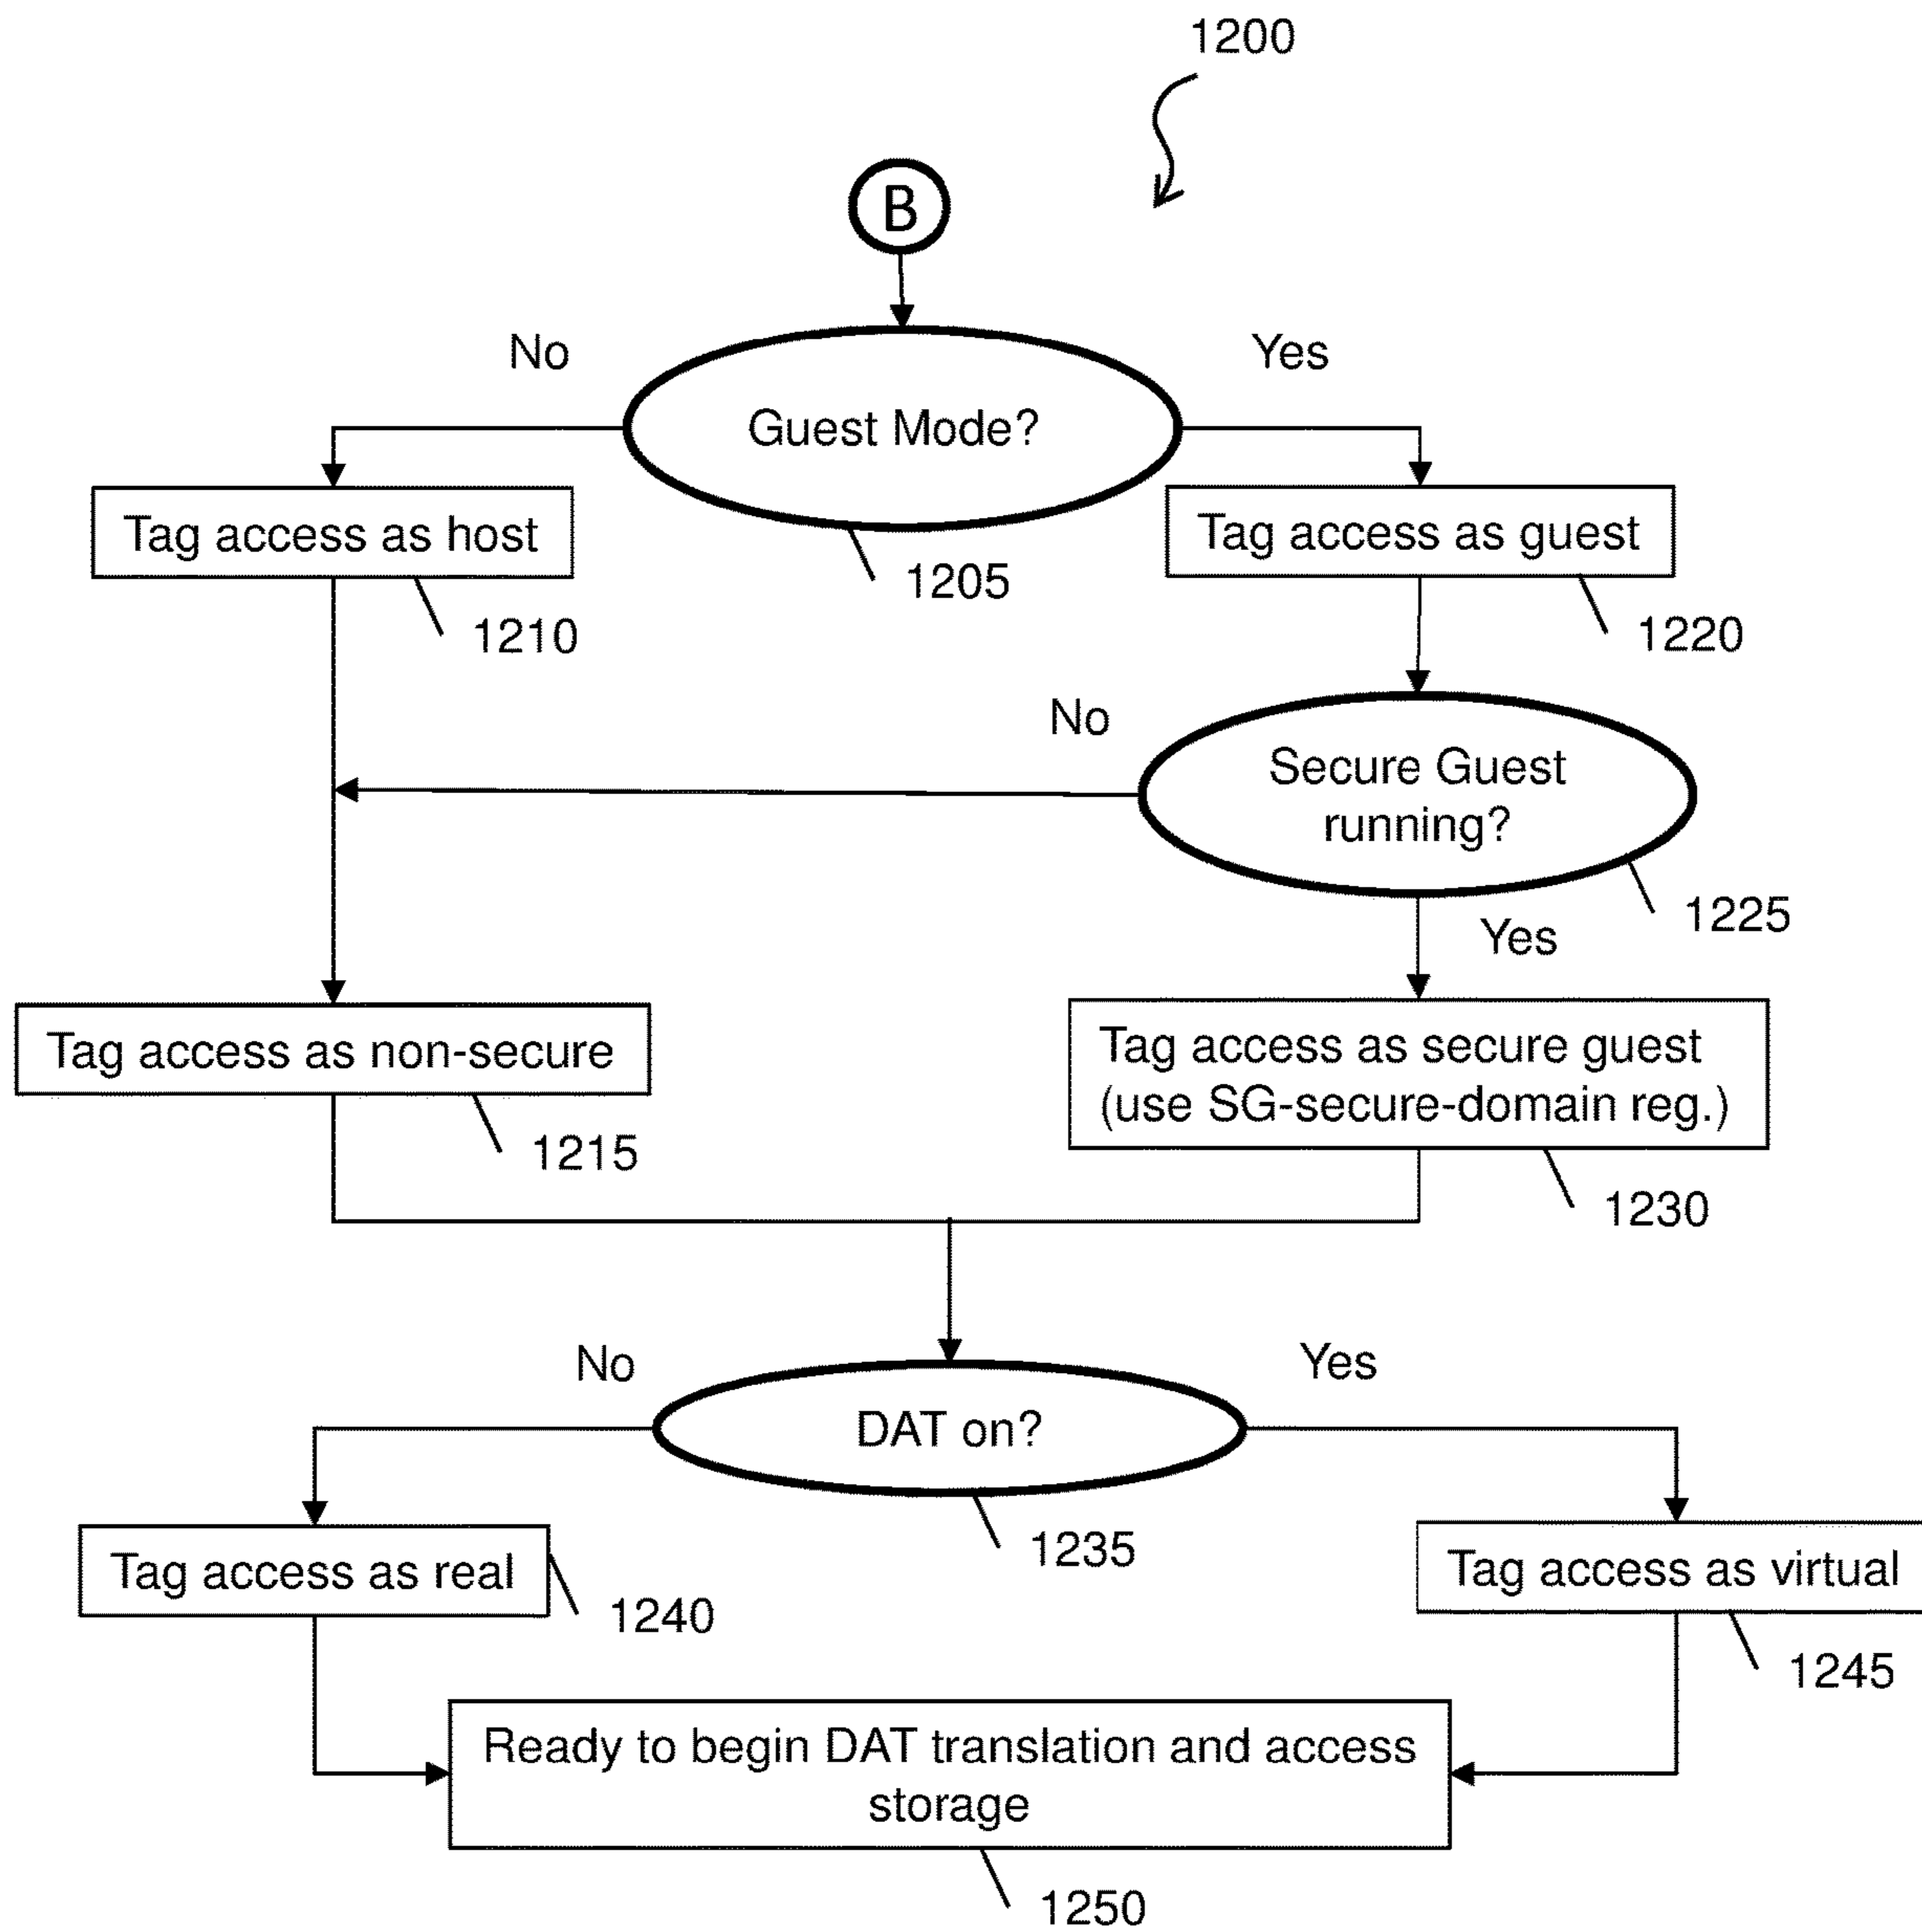 1200
B
No
Yes
Guest Mode?
1205
Tag access as host
1210
Tag access as guest
1220
No
Secure Guest
running?
1225
Yes
Tag access as non-secure
1215
Tag access as secure guest
(use SG-secure-domain reg.)
1230
No
Yes
DAT on?
1235
Tag access as real
1240
Tag access as virtual
1245
Ready to begin DAT translation and access
storage
1250